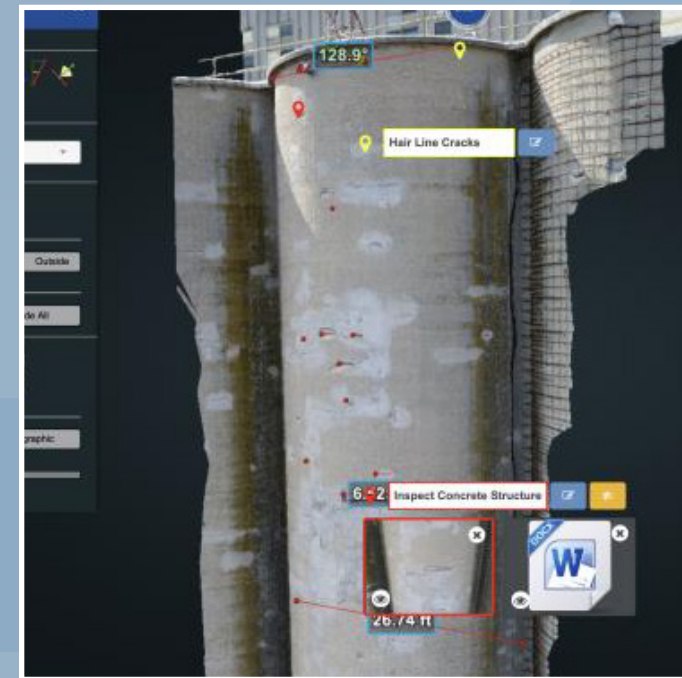 128.9°
Hair Line Cracks
Outside
de All
graphic
Inspect Concrete Structure
DOCX
W
26.74 ft